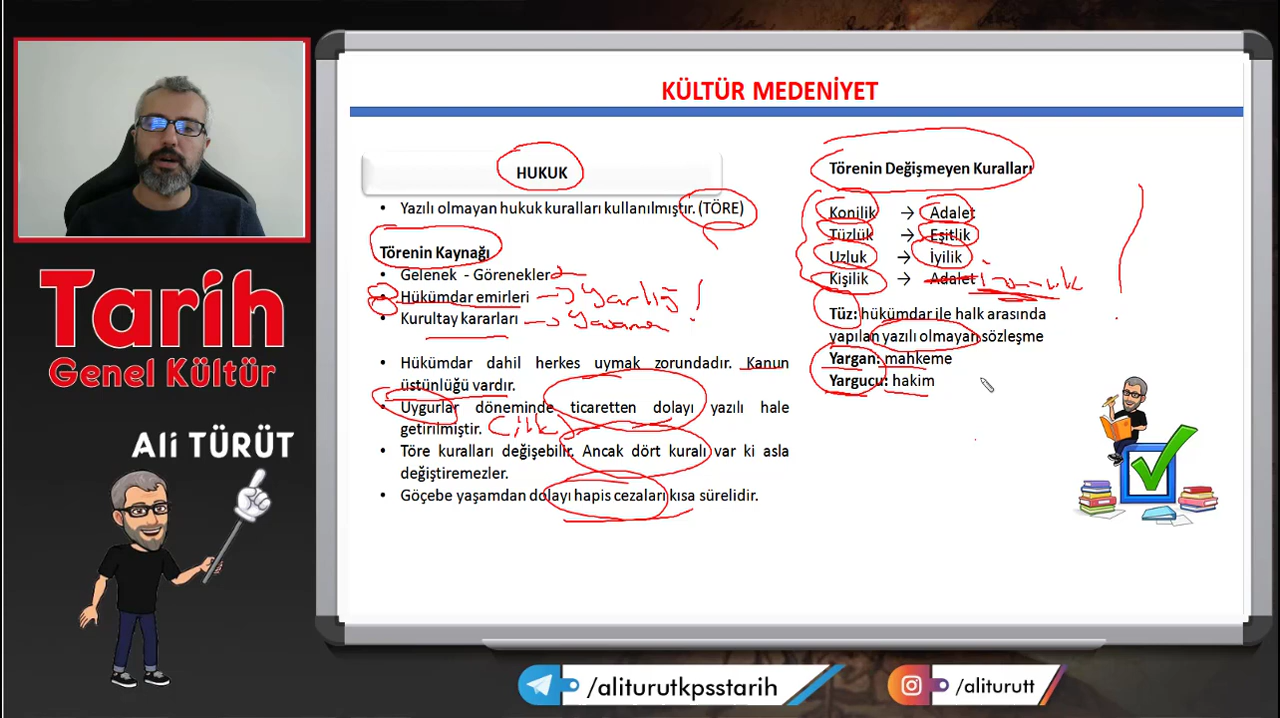 KÜLTÜR MEDENİYET
HUKUK
• Yazılı olmayan hukuk kuralları kullanılmıştır. (TÖRE)
Törenin Kaynağı
• Gelenek - Görenekler
• Hükümdar emirleri → Yarlığ !
• Kurultay kararları →
• Hükümdar dahil herkes uymak zorundadır. Kanun
üstünlüğü vardır.
• Uygurlar döneminde ticaretten dolayı yazılı hale
getirilmiştir. (ilk)
• Töre kuralları değişebilir. Ancak dört kuralı var ki asla
değiştiremezler.
• Göçebe yaşamdan dolayı hapis cezaları kısa sürelidir.
Törenin Değişmeyen Kuralları
Konilik → Adalet
Tüzlük → Eşitlik
Uzluk → İyilik
Kişilik → Adalet
Tüz: hükümdar ile halk arasında
yapılan yazılı olmayan sözleşme
Yargan: mahkeme
Yargucu: hakim
Tarih
Genel Kültür
Ali TÜRÜT
/aliturutkpsstarih
/aliturutt